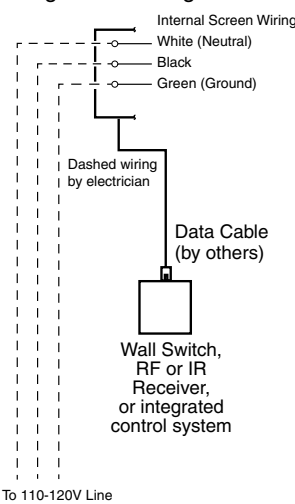 Internal Screen Wiring
White (Neutral)
Black
Green (Ground)
Dashed wiring
by electrician
Data Cable
(by others)
Wall Switch,
RF or IR
Receiver,
or integrated
control system
To 110-120V Line